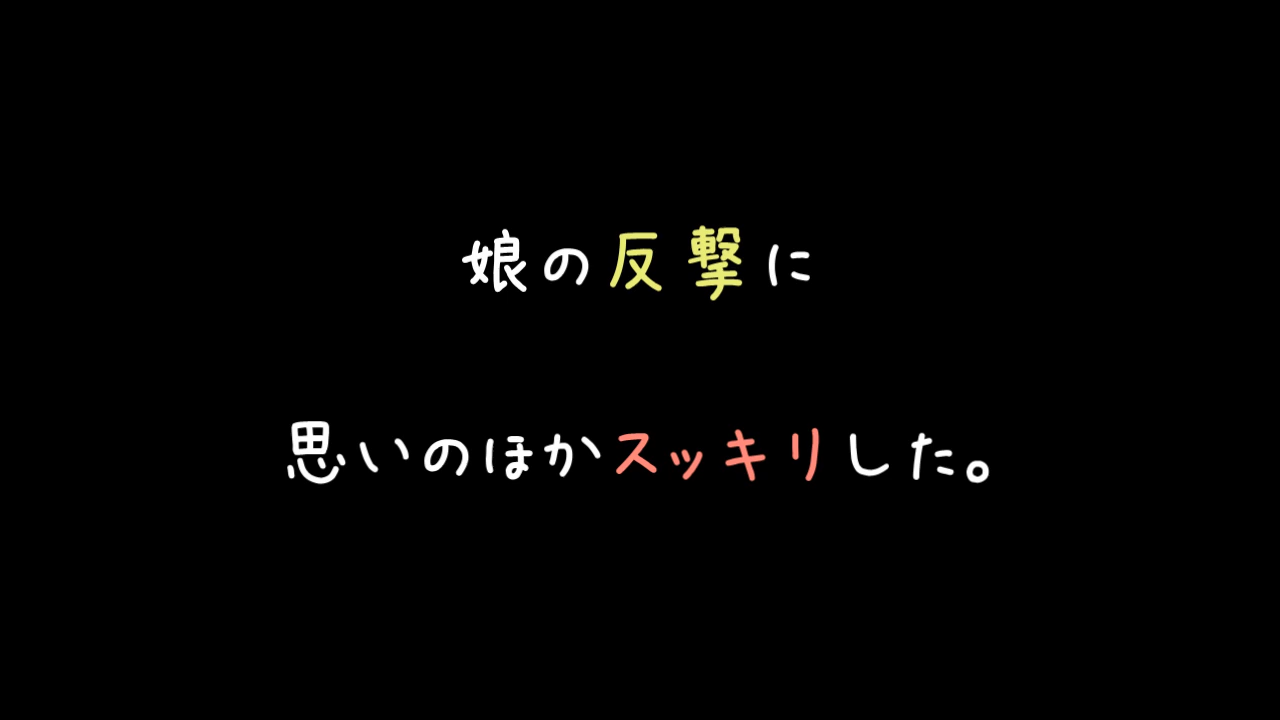 娘の反撃に
思いのほかスッキリした。